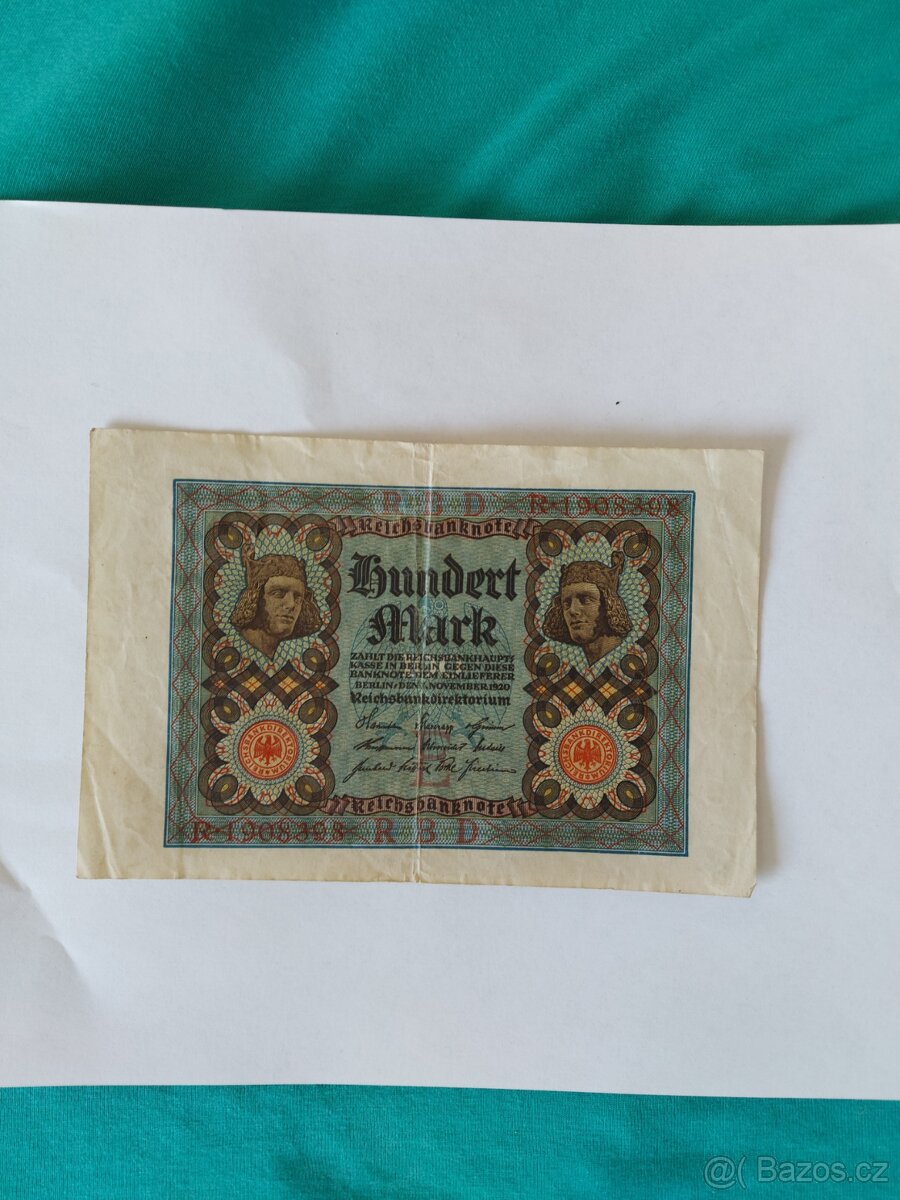 R B D R·1908398
Reichsbanknote
Hundert
Mark
ZAHLT DIE REICHSBANKHAUPT-
KASSE IN BERLIN GEGEN DIESE
BANKNOTE DEM EINLIEFERER
BERLIN, DEN 1. NOVEMBER 1920
Reichsbankdirektorium
Reichsbanknote
R·1908398 R B D
@( Bazos.cz